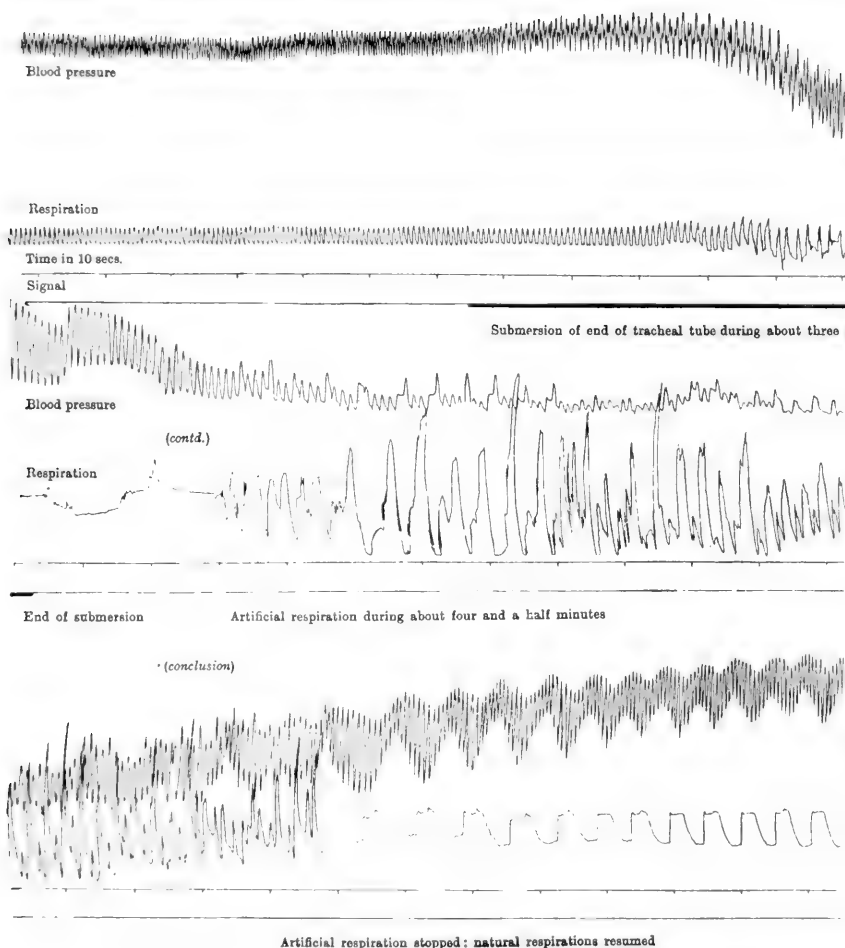 Blood pressure
Respiration
Time in 10 secs.
Signal
Submersion of end of tracheal tube during about three
Blood pressure
(contd.)
Respiration
End of submersion Artificial respiration during about four and a half minutes
(conclusion)
Artificial respiration stopped: natural respirations resumed